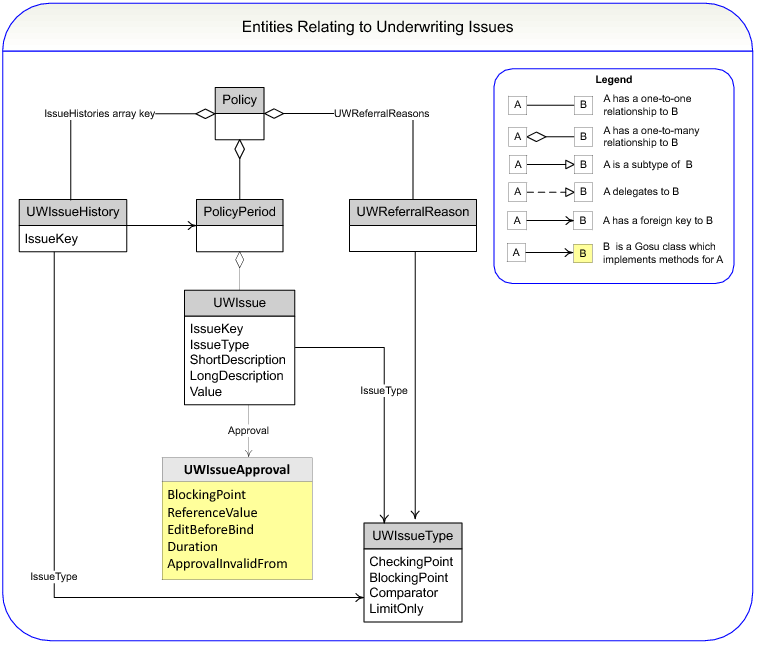 Entities Relating to Underwriting Issues
Legend
A
B
A has a one-to-one
relationship to B
A
B
A has a one-to-many
relationship to B
A
B
A is a subtype of B
A
B
A delegates to B
A
B
A has a foreign key to B
A
B
B is a Gosu class which
implements methods for A
Policy
IssueHistories array key
UWReferralReasons
UWIssueHistory
IssueKey
PolicyPeriod
UWReferralReason
UWIssue
IssueKey
IssueType
ShortDescription
LongDescription
Value
IssueType
Approval
UWIssueApproval
BlockingPoint
ReferenceValue
EditBeforeBind
Duration
ApprovalInvalidFrom
UWIssueType
CheckingPoint
BlockingPoint
Comparator
LimitOnly
IssueType